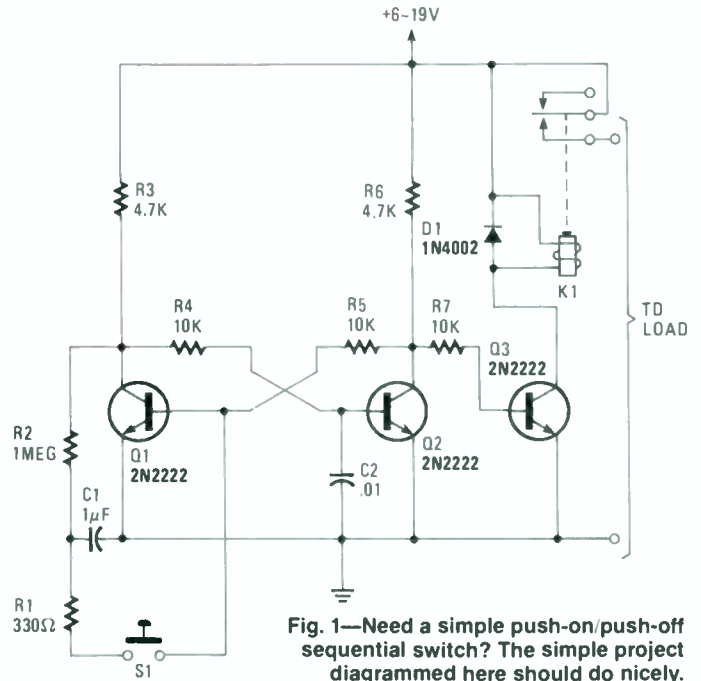 +6-19V
R3
4.7K
R6
4.7K
D1
1N4002
K1
R4
10K
R5
10K
R7
10K
Q3
2N2222
TD
LOAD
R2
1MEG
Q1
2N2222
Q2
2N2222
C1
1µF
C2
.01
R1
330Ω
S1
Fig. 1—Need a simple push-on/push-off
sequential switch? The simple project
diagrammed here should do nicely.